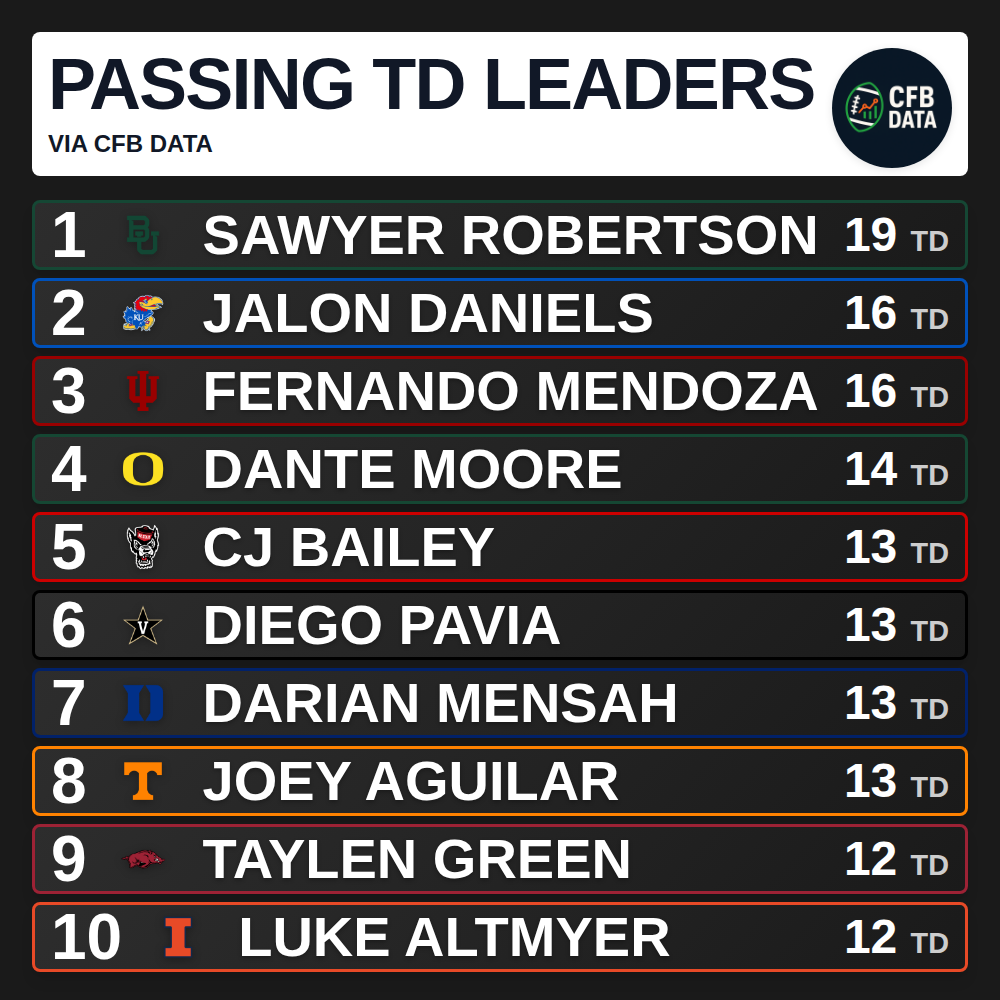 PASSING TD LEADERS
VIA CFB DATA
CFB
DATA
1 BU SAWYER ROBERTSON 19 TD
2 KU JALON DANIELS 16 TD
3 FERNANDO MENDOZA 16 TD
4 O DANTE MOORE 14 TD
5 CJ BAILEY 13 TD
6 V DIEGO PAVIA 13 TD
7 D DARIAN MENSAH 13 TD
8 T JOEY AGUILAR 13 TD
9 TAYLEN GREEN 12 TD
10 I LUKE ALTMYER 12 TD